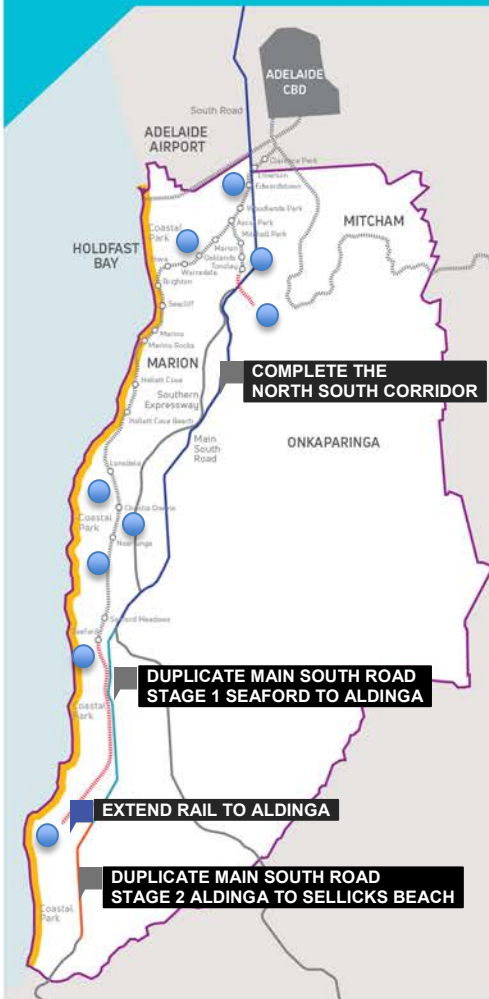 ADELAIDE
CBD
South Road
ADELAIDE
AIRPORT
Clarence Park
Emerson
Edwardstown
Woodlands Park
Ascot Park
Mitchell Park
MITCHAM
Coastal
Park
HOLDFAST
BAY
Marion
Oaklands
Hove
Warradale
Tonsley
Brighton
Seacliff
Marino
Marino Rocks
MARION
COMPLETE THE
NORTH SOUTH CORRIDOR
Hallett Cove
Southern
Expressway
Hallett Cove Beach
Main
South
Road
ONKAPARINGA
Lonsdale
Christie Downs
Coastal
Park
Noarlunga
Seaford Meadows
Seaford
DUPLICATE MAIN SOUTH ROAD
STAGE 1 SEAFORD TO ALDINGA
Coastal
Park
EXTEND RAIL TO ALDINGA
DUPLICATE MAIN SOUTH ROAD
STAGE 2 ALDINGA TO SELLICKS BEACH
Coastal
Park